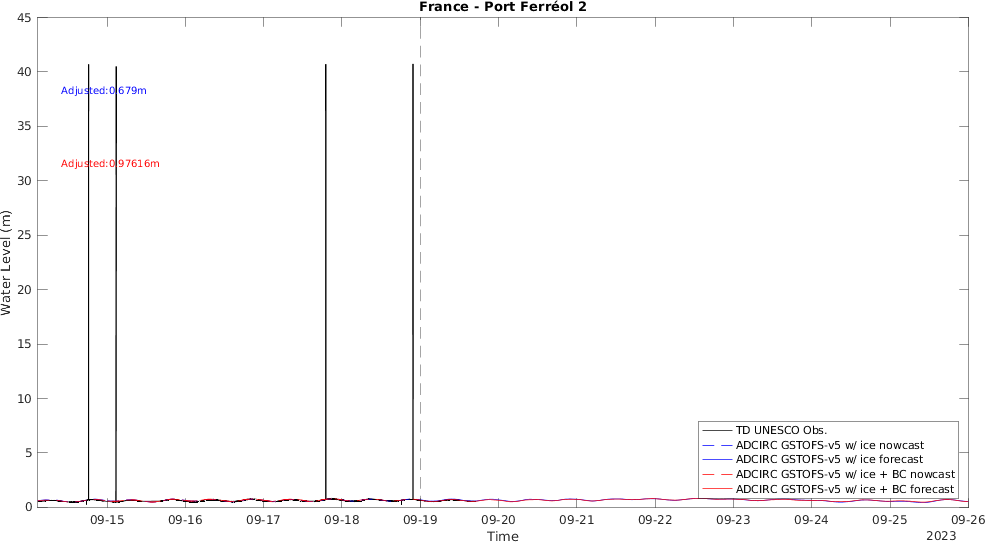 France - Port Ferréol 2
45
40
35
30
25
20
15
10
5
0
Water Level (m)
Adjusted:0.679m
Adjusted:0.97616m
TD UNESCO Obs.
ADCIRC GSTOFS-v5 w/ ice nowcast
ADCIRC GSTOFS-v5 w/ ice forecast
ADCIRC GSTOFS-v5 w/ ice + BC nowcast
ADCIRC GSTOFS-v5 w/ ice + BC forecast
09-15 09-16 09-17 09-18 09-19 09-20 09-21 09-22 09-23 09-24 09-25 09-26
Time
2023